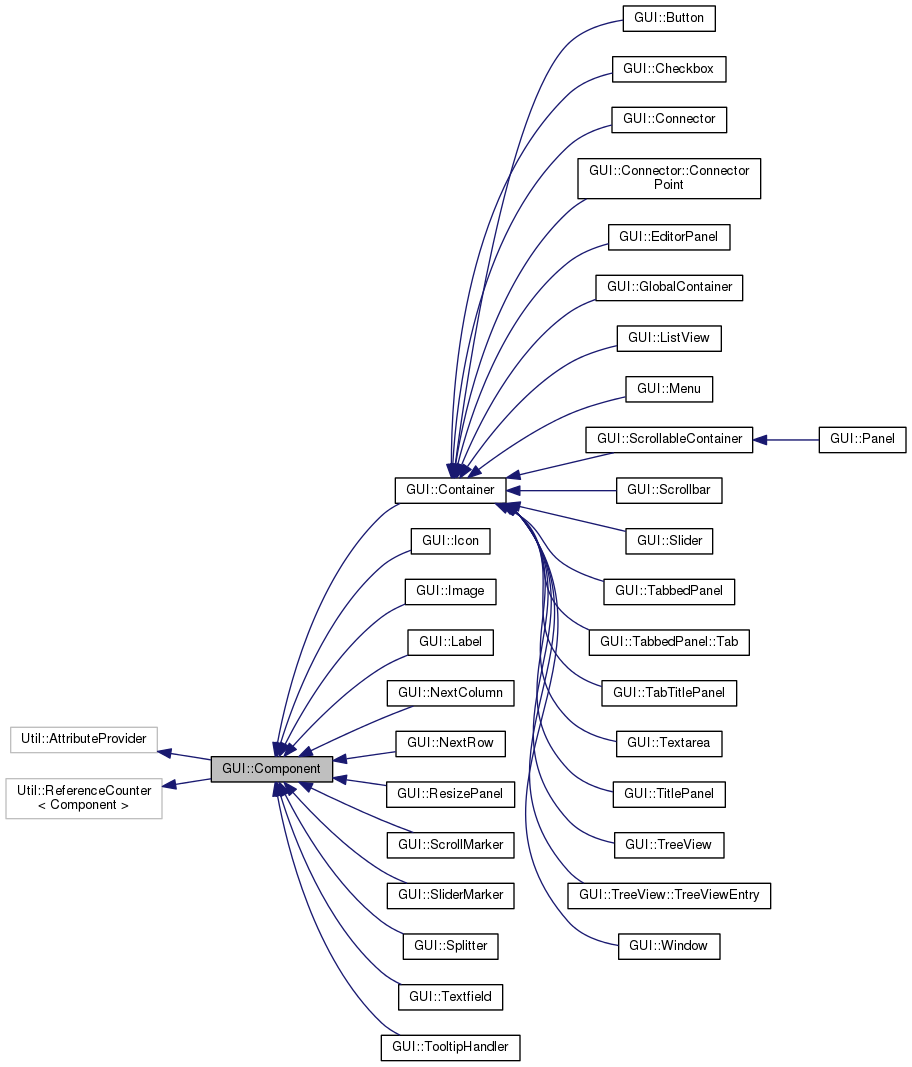 GUI::Button
GUI::Checkbox
GUI::Connector
GUI::Connector::Connector
Point
GUI::EditorPanel
GUI::GlobalContainer
GUI::ListView
GUI::Menu
GUI::ScrollableContainer
GUI::Panel
GUI::Container
GUI::Scrollbar
GUI::Icon
GUI::Slider
GUI::Image
GUI::TabbedPanel
GUI::Label
GUI::TabbedPanel::Tab
GUI::NextColumn
GUI::TabTitlePanel
Util::AttributeProvider
GUI::NextRow
GUI::Textarea
GUI::Component
Util::ReferenceCounter
< Component >
GUI::ResizePanel
GUI::TitlePanel
GUI::ScrollMarker
GUI::TreeView
GUI::SliderMarker
GUI::TreeView::TreeViewEntry
GUI::Splitter
GUI::Window
GUI::Textfield
GUI::TooltipHandler